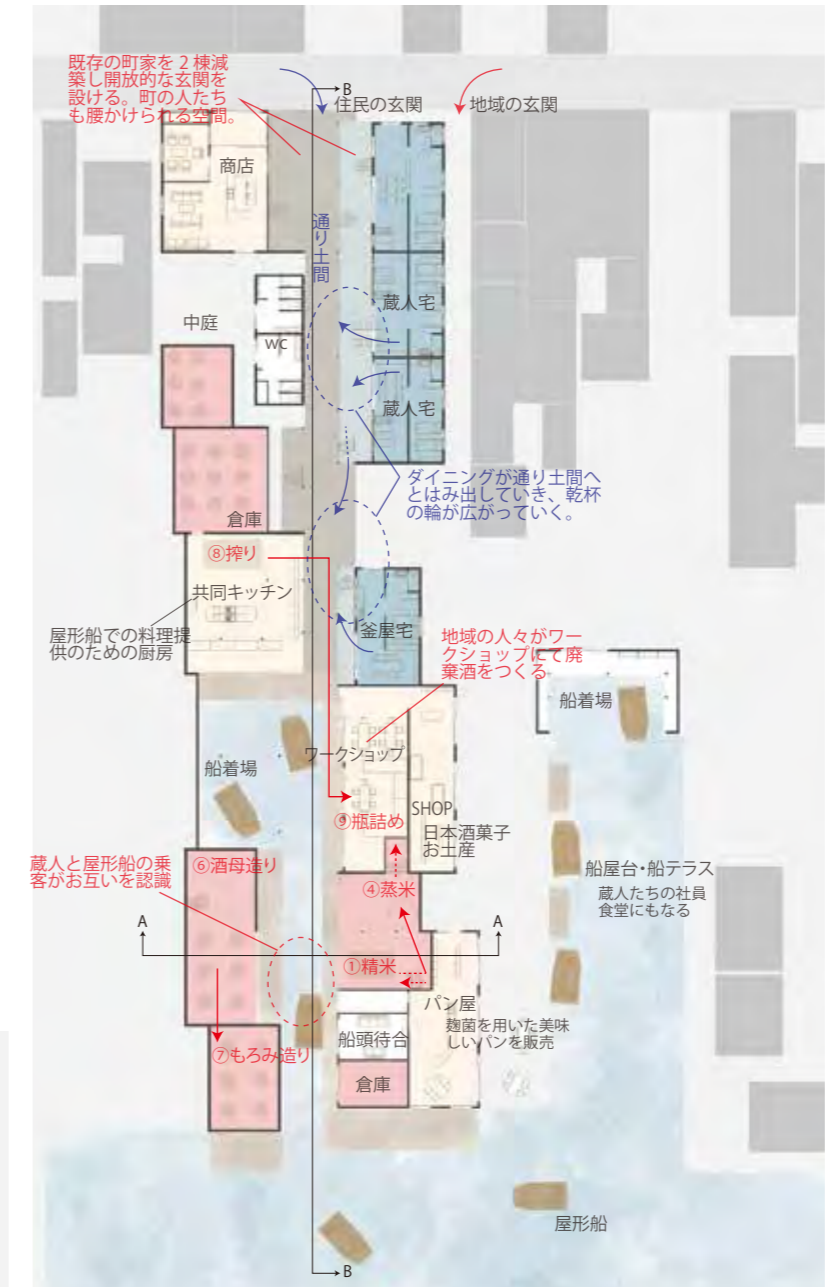 既存の町家を2棟減
築し開放的な玄関を
設ける。町の人たち
も腰かけられる空間。
B
住民の玄関
地域の玄関
商店
通り土間
蔵人宅
中庭
wc
蔵人宅
ダイニングが通り土間へ
とはみ出していき、乾杯
の輪が広がっていく。
倉庫
⑧搾り
共同キッチン
屋形船での料理提
供のための厨房
釜屋宅
地域の人々がワー
クショップにて廃
棄酒をつくる
船着場
ワークショップ
船着場
SHOP
日本酒菓子
お土産
⑨瓶詰め
船屋台・船テラス
蔵人たちの社員
食堂にもなる
蔵人と屋形船の乗
客がお互いを認識
⑥酒母造り
④蒸米
A
A
①精米
パン屋
麹菌を用いた美味
しいパンを販売
船頭待合
⑦もろみ造り
倉庫
屋形船
B